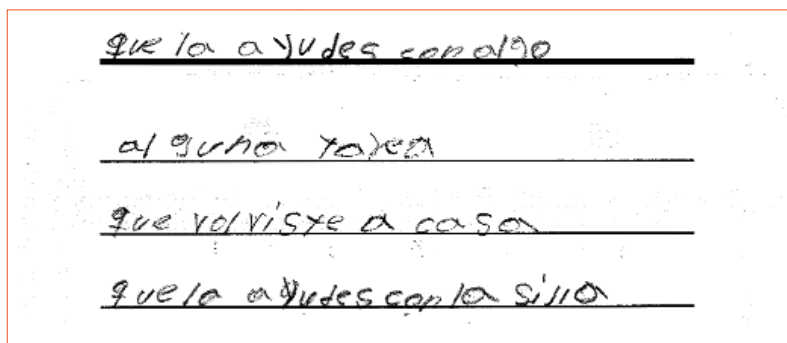 que la ayudes con algo
alguna tarea
que volviste a casa
que la ayudes con la silla